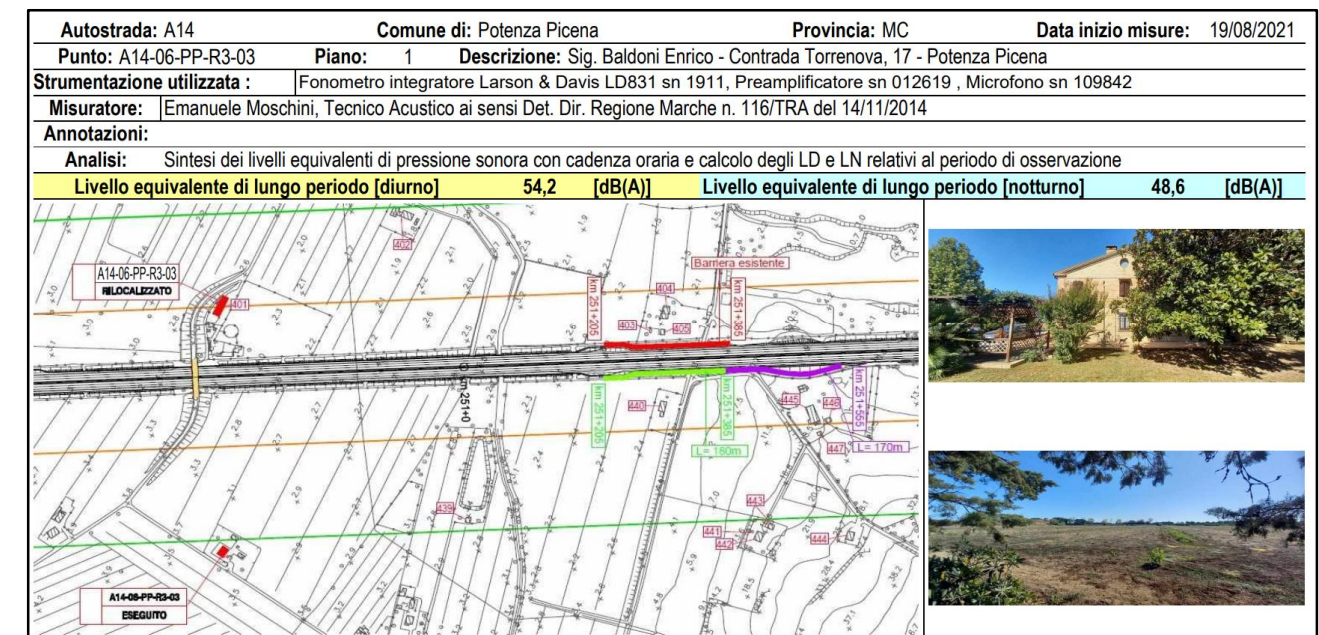 Autostrada: A14 Comune di: Potenza Picena Provincia: MC Data inizio misure: 19/08/2021
Punto: A14-06-PP-R3-03 Piano: 1 Descrizione: Sig. Baldoni Enrico - Contrada Torrenova, 17 - Potenza Picena
Strumentazione utilizzata : Fonometro integratore Larson & Davis LD831 sn 1911, Preamplificatore sn 012619 , Microfono sn 109842
Misuratore: Emanuele Moschini, Tecnico Acustico ai sensi Det. Dir. Regione Marche n. 116/TRA del 14/11/2014
Annotazioni:
Analisi: Sintesi dei livelli equivalenti di pressione sonora con cadenza oraria e calcolo degli LD e LN relativi al periodo di osservazione
Livello equivalente di lungo periodo [diurno] 54,2 [dB(A)] Livello equivalente di lungo periodo [notturno] 48,6 [dB(A)]
402
A14-06-PP-R3-03
RILOCALIZZATO
401
Barriera esistente
404
km 251+205
km 251+385
403
405
km 251+0
km 251+205
440
km 251+385
445
446
km 251+555
L= 180m
447
L= 170m
439
443
441
442
444
A14-06-PP-R3-03
ESEGUITO